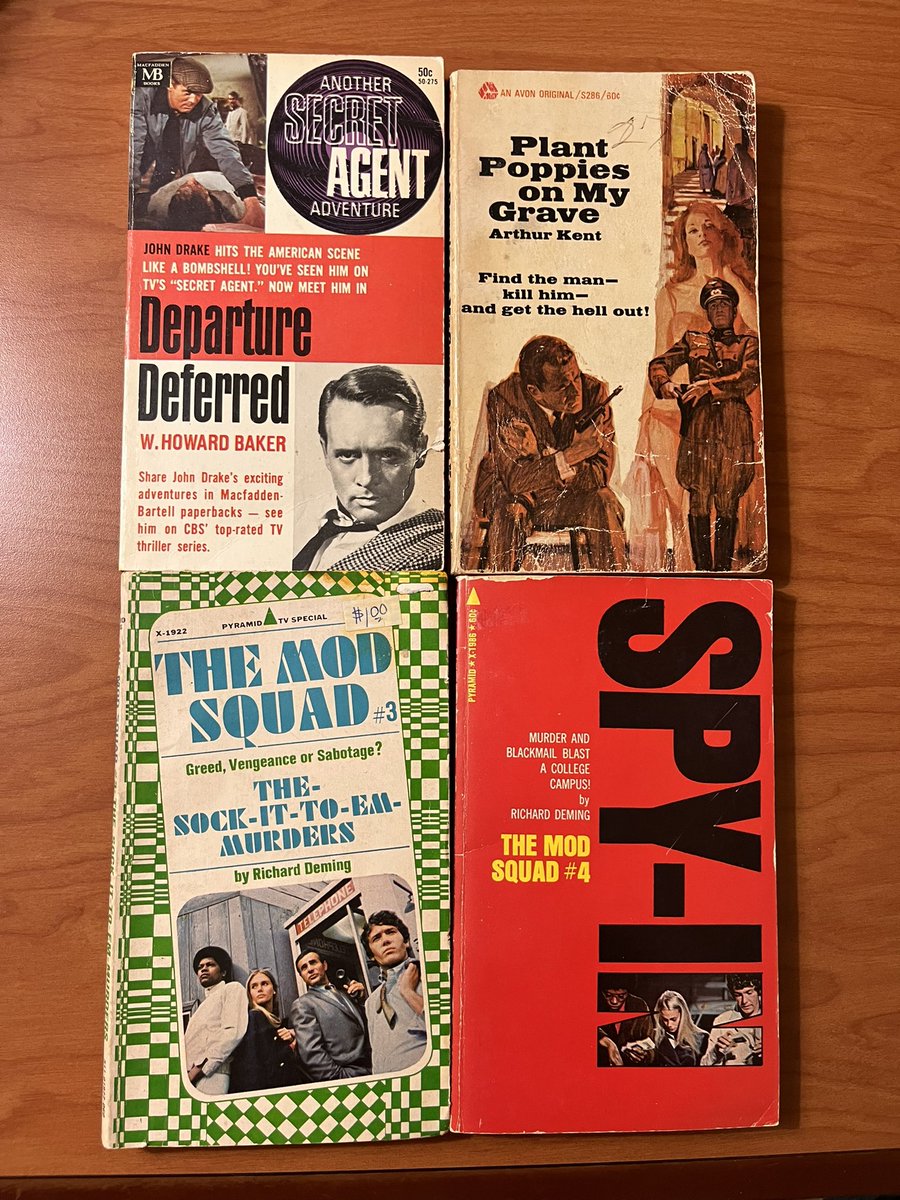 MACFADDEN
MB
BOOKS
ANOTHER
SECRET
AGENT
ADVENTURE
50c
50-275
JOHN DRAKE HITS THE AMERICAN SCENE
LIKE A BOMBSHELL! YOU'VE SEEN HIM ON
TV'S "SECRET AGENT." NOW MEET HIM IN
Departure
Deferred
W. HOWARD BAKER
Share John Drake's exciting
adventures in Macfadden-
Bartell paperbacks — see
him on CBS' top-rated TV
thriller series.
AN AVON ORIGINAL/S286/60¢
Plant
Poppies
on My
Grave
Arthur Kent
Find the man—
kill him—
and get the hell out!
X-1922
PYRAMID TV SPECIAL
$1.00
THE MOD
SQUAD #3
Greed, Vengeance or Sabotage?
THE-
SOCK-IT-TO-EM-
MURDERS
by Richard Deming
TELEPHONE
PYRAMID ★ X-1986 ★ 60¢
SPY-IN
MURDER AND
BLACKMAIL BLAST
A COLLEGE
CAMPUS!
by
RICHARD DEMING
THE MOD
SQUAD #4